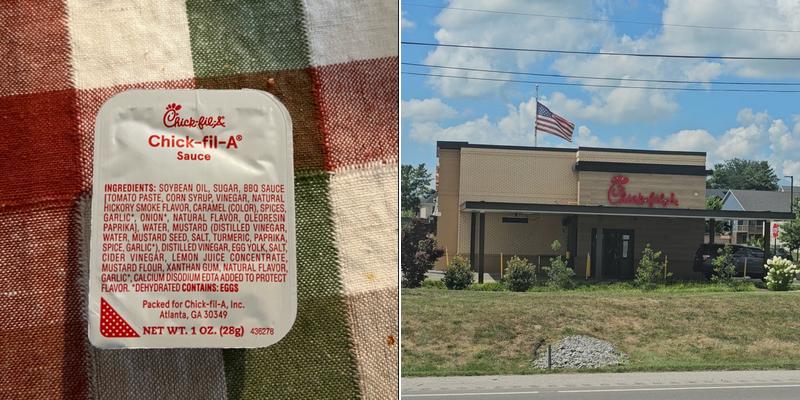 Chick-fil-A
Chick-fil-A®
Sauce
INGREDIENTS: SOYBEAN OIL, SUGAR, BBQ SAUCE
[TOMATO PASTE, CORN SYRUP, VINEGAR, NATURAL
HICKORY SMOKE FLAVOR, CARAMEL (COLOR), SPICES,
GARLIC*, ONION*, NATURAL FLAVOR, OLEORESIN
PAPRIKA], WATER, MUSTARD (DISTILLED VINEGAR,
WATER, MUSTARD SEED, SALT, TURMERIC, PAPRIKA,
SPICE, GARLIC*), DISTILLED VINEGAR, EGG YOLK, SALT,
CIDER VINEGAR, LEMON JUICE CONCENTRATE,
MUSTARD FLOUR, XANTHAN GUM, NATURAL FLAVOR,
GARLIC*, CALCIUM DISODIUM EDTA ADDED TO PROTECT
FLAVOR. *DEHYDRATED CONTAINS: EGGS
Packed for Chick-fil-A, Inc.
Atlanta, GA 30349
NET WT. 1 OZ. (28g) 436278
Chick-fil-A